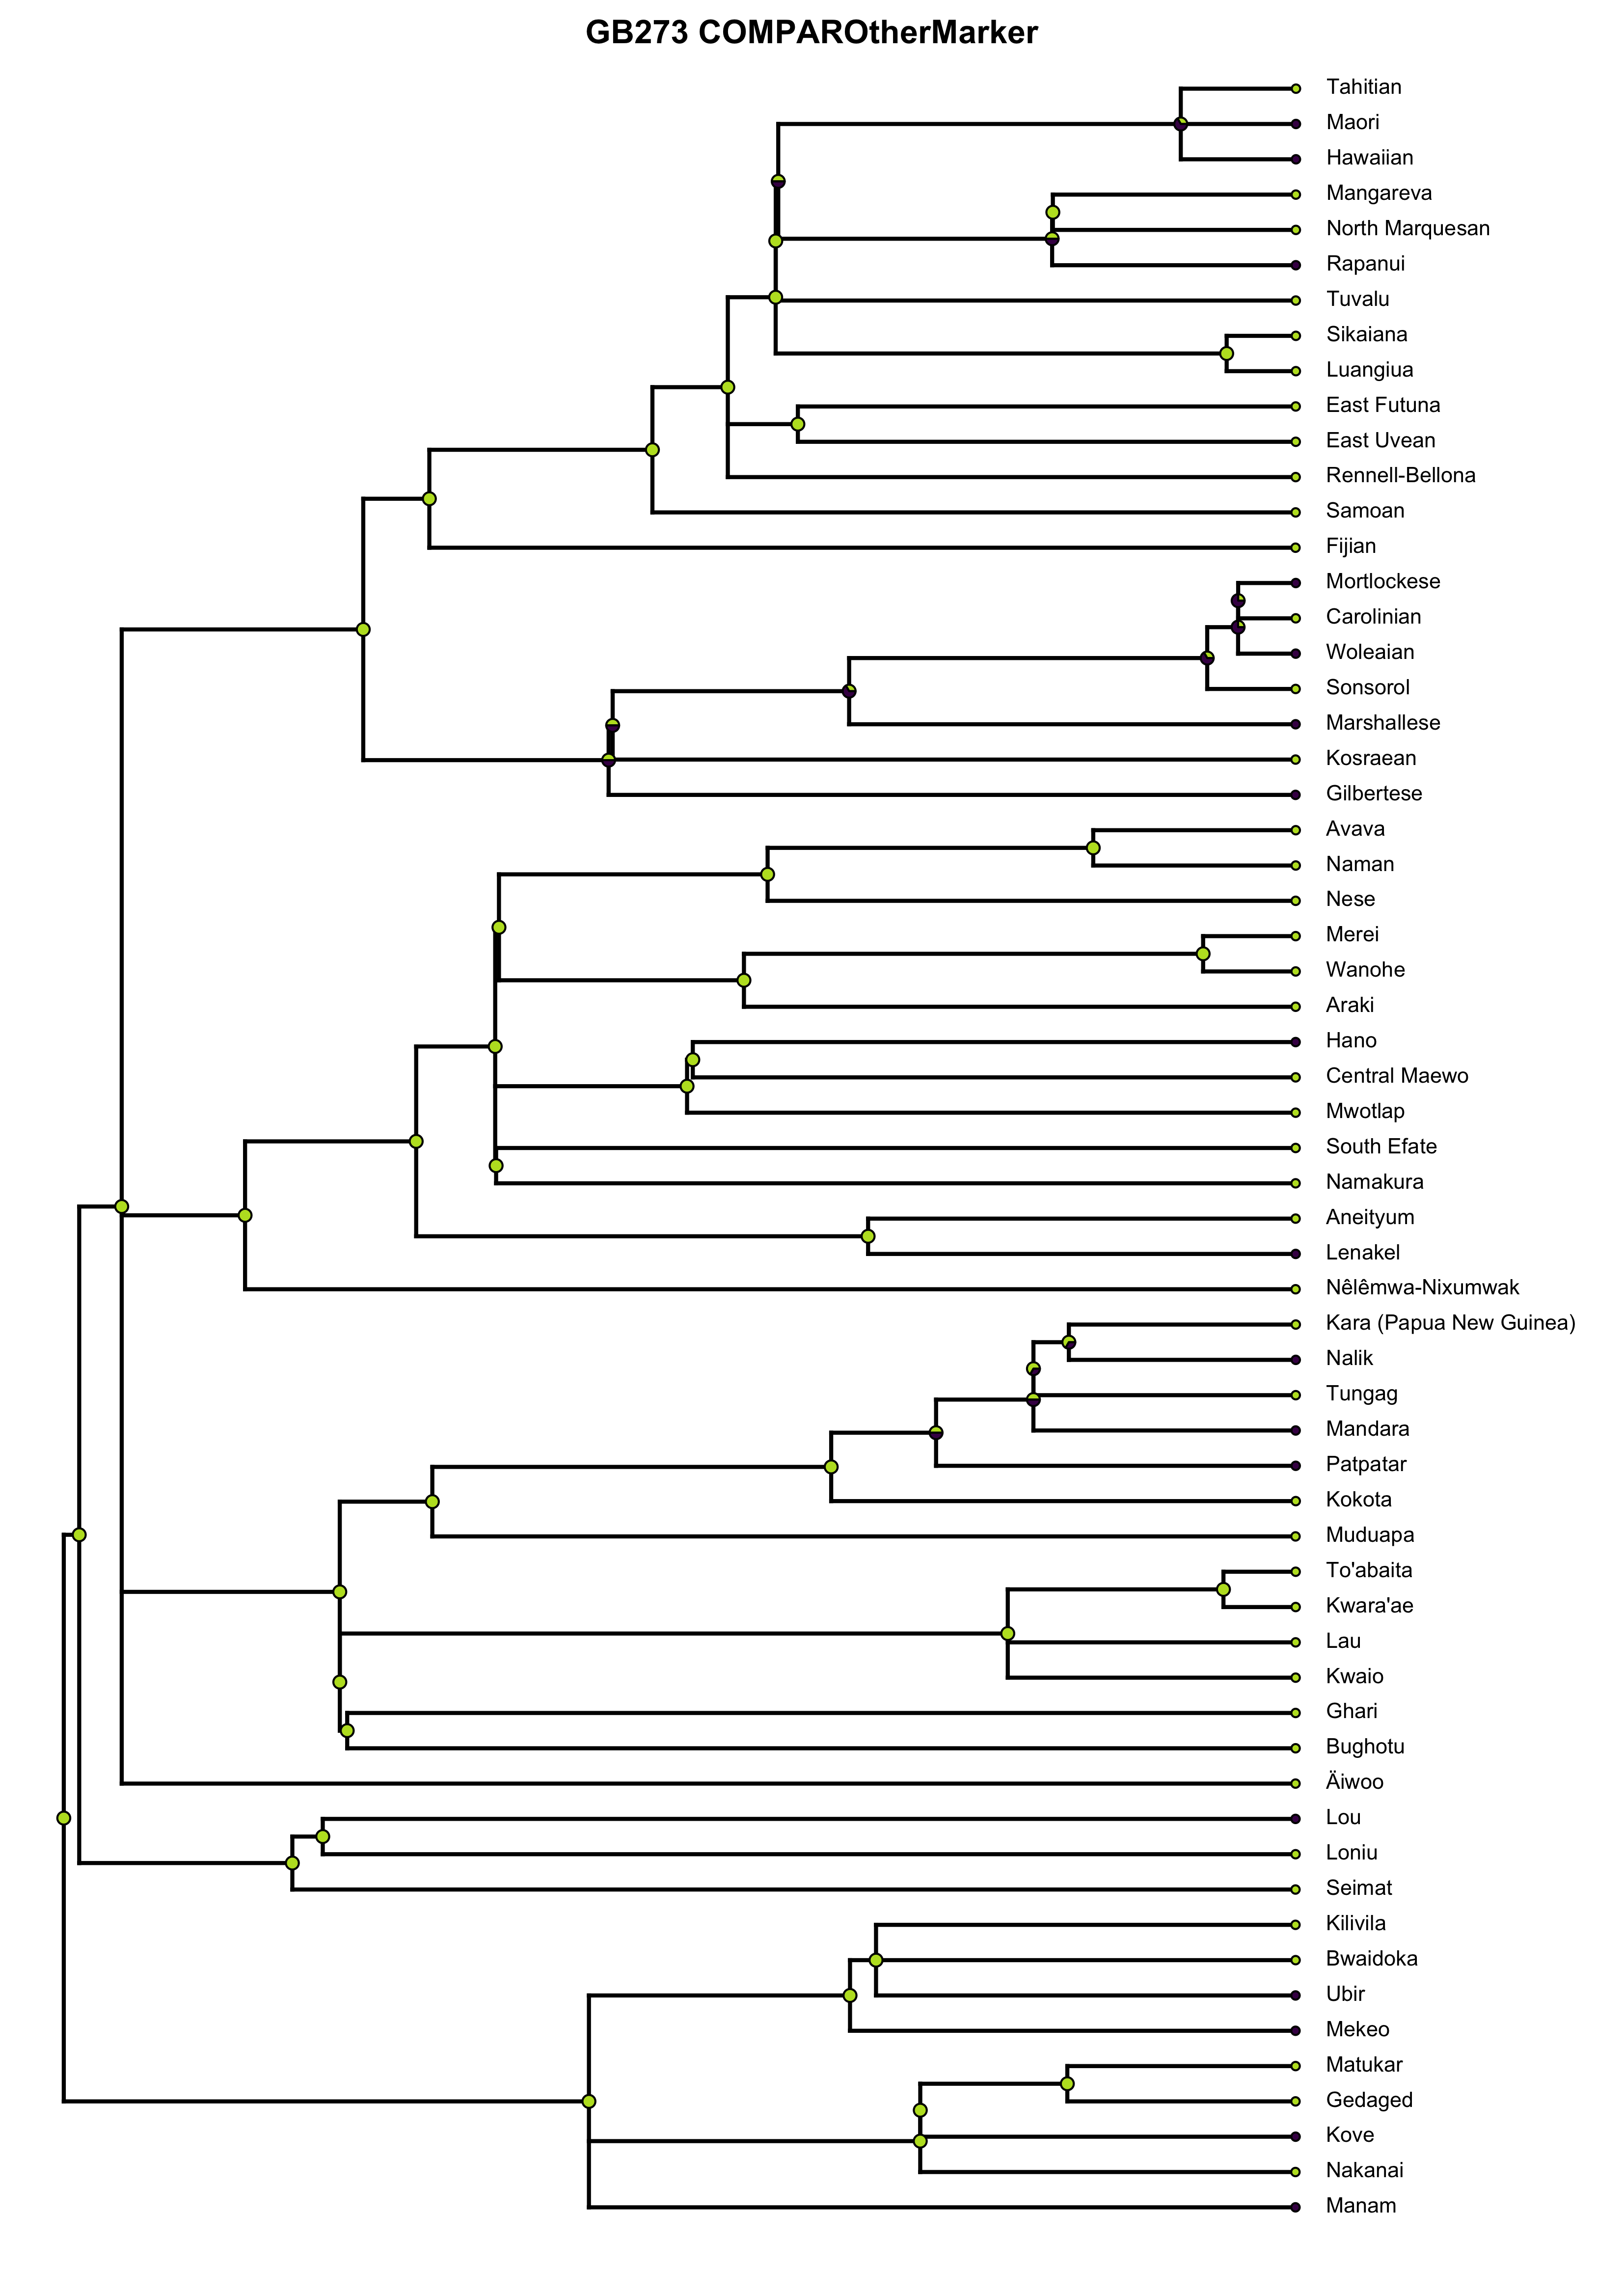 GB273 COMPAROtherMarker
Tahitian
Maori
Hawaiian
Mangareva
North Marquesan
Rapanui
Tuvalu
Sikaiana
Luangiua
East Futuna
East Uvean
Rennell-Bellona
Samoan
Fijian
Mortlockese
Carolinian
Woleaian
Sonsorol
Marshallese
Kosraean
Gilbertese
Avava
Naman
Nese
Merei
Wanohe
Araki
Hano
Central Maewo
Mwotlap
South Efate
Namakura
Aneityum
Lenakel
Nêlêmwa-Nixumwak
Kara (Papua New Guinea)
Nalik
Tungag
Mandara
Patpatar
Kokota
Muduapa
To'abaita
Kwara'ae
Lau
Kwaio
Ghari
Bughotu
Äiwoo
Lou
Loniu
Seimat
Kilivila
Bwaidoka
Ubir
Mekeo
Matukar
Gedaged
Kove
Nakanai
Manam